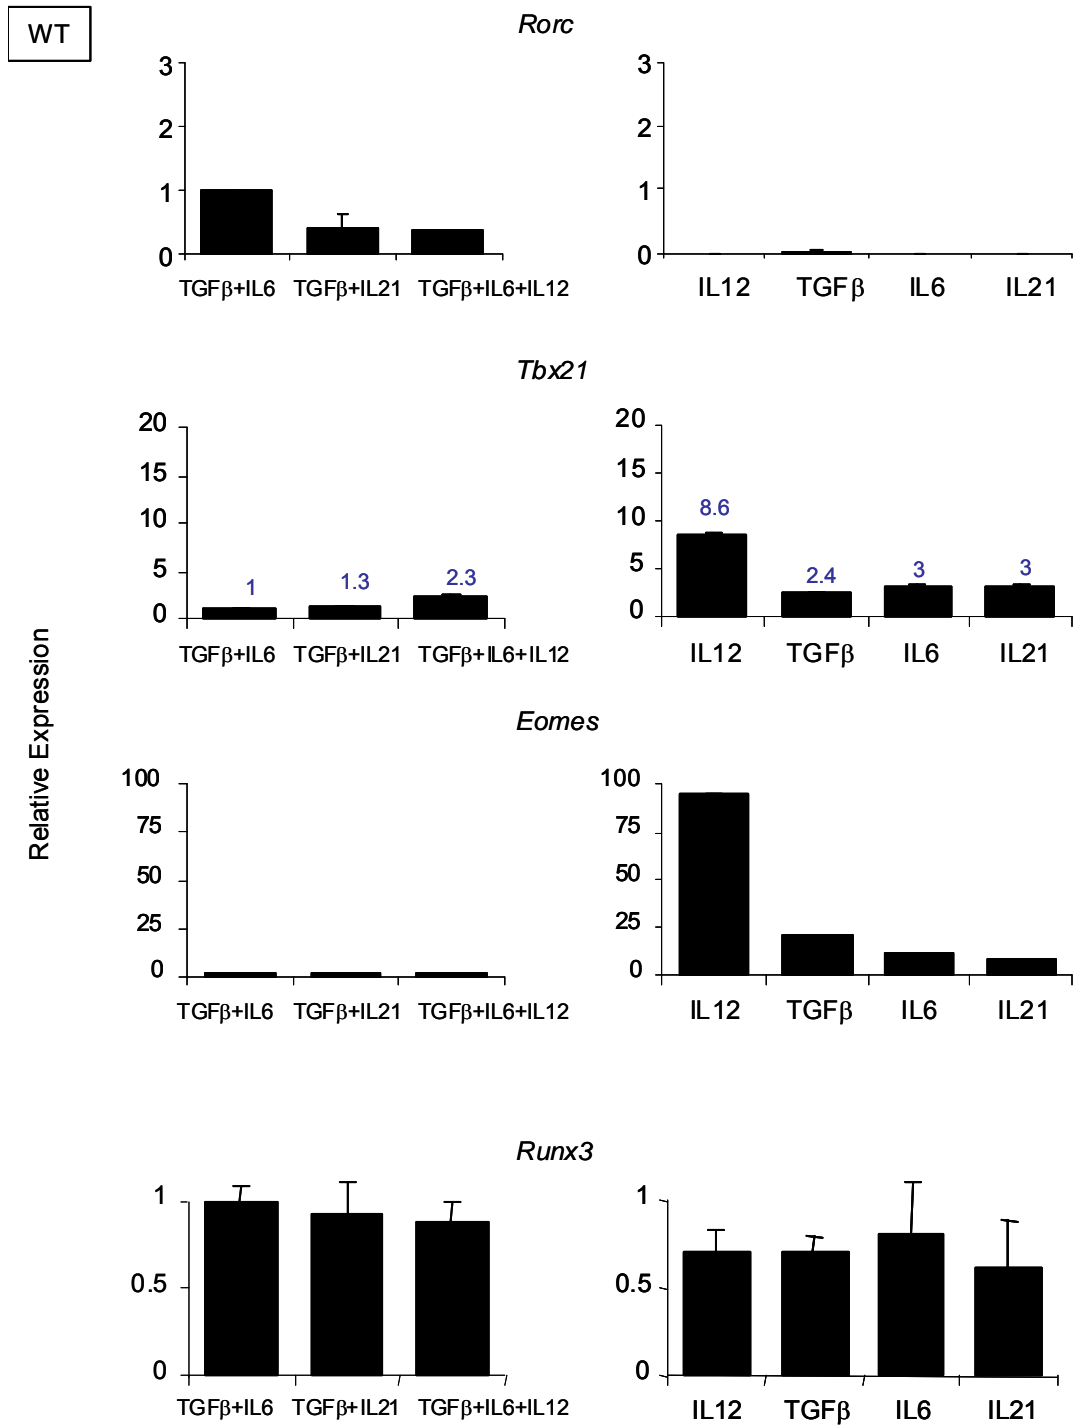 WT
Rorc
3
2
1
0
TGFβ+IL6 TGFβ+IL21 TGFβ+IL6+IL12
3
2
1
0
IL12 TGFβ IL6 IL21
Tbx21
20
15
10
5
0
1 1.3 2.3
TGFβ+IL6 TGFβ+IL21 TGFβ+IL6+IL12
20
15
10
5
0
8.6 2.4 3 3
IL12 TGFβ IL6 IL21
Relative Expression
Eomes
100
75
50
25
0
TGFβ+IL6 TGFβ+IL21 TGFβ+IL6+IL12
100
75
50
25
0
IL12 TGFβ IL6 IL21
Runx3
1
0.5
0
TGFβ+IL6 TGFβ+IL21 TGFβ+IL6+IL12
1
0.5
0
IL12 TGFβ IL6 IL21